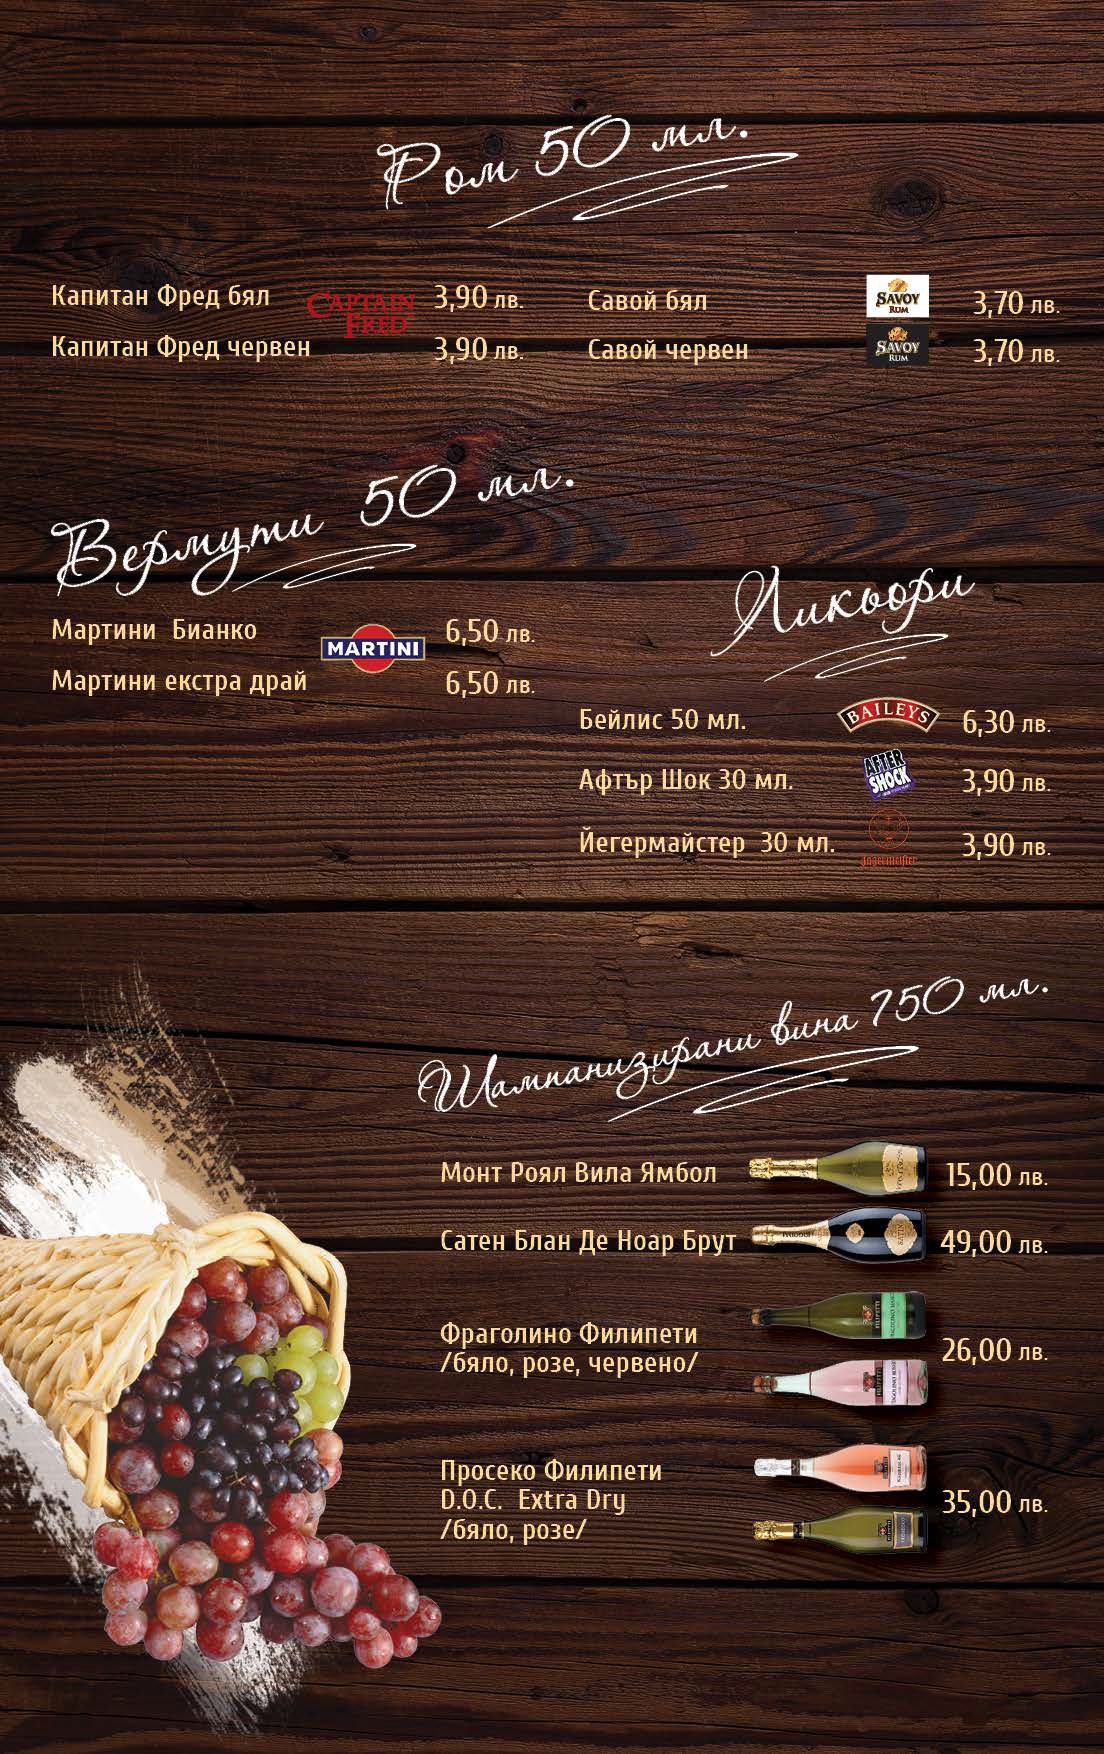 Ром 50 мл.
Капитан Фред бял 3,90 лв.
CAPTAIN FRED
Капитан Фред червен 3,90 лв.
Савой бял SAVOY RUM 3,70 лв.
Савой червен SAVOY RUM 3,70 лв.
Вермути 50 мл.
Мартини Бианко 6,50 лв.
MARTINI
Мартини екстра драй 6,50 лв.
Ликьори
Бейлис 50 мл. BAILEYS 6,30 лв.
Афтър Шок 30 мл. AFTER SHOCK 3,90 лв.
Йегермайстер 30 мл. Jägermeister 3,90 лв.
Шампанизирани вина 750 мл.
Монт Роял Вила Ямбол 15,00 лв.
Сатен Блан Де Ноар Брут SATIN 49,00 лв.
Фраголино Филипети
/бяло, розе, червено/ 26,00 лв.
Просеко Филипети
D.O.C. Extra Dry 35,00 лв.
/бяло, розе/